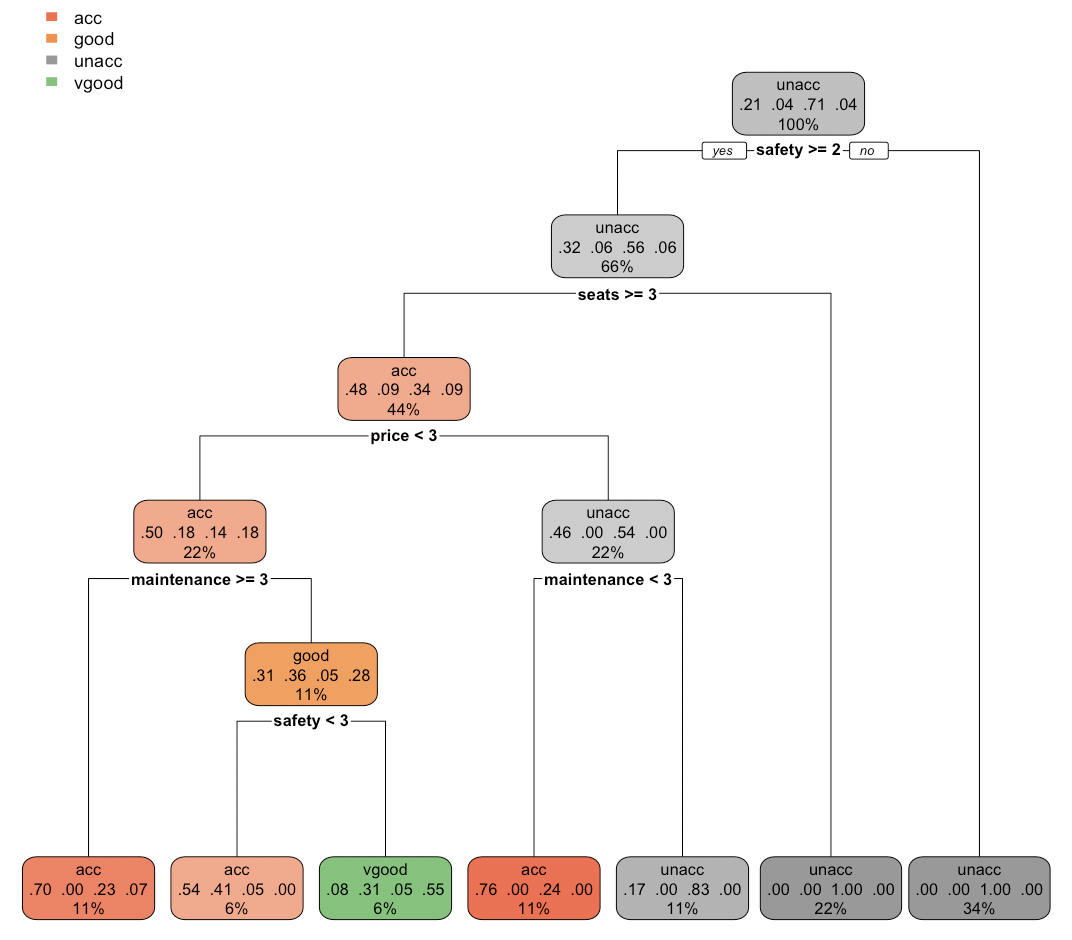 acc
good
unacc
vgood
unacc
.21 .04 .71 .04
100%
yes safety >= 2 no
unacc
.32 .06 .56 .06
66%
seats >= 3
acc
.48 .09 .34 .09
44%
price < 3
acc
.50 .18 .14 .18
22%
unacc
.46 .00 .54 .00
22%
maintenance >= 3
maintenance < 3
good
.31 .36 .05 .28
11%
safety < 3
acc
.70 .00 .23 .07
11%
acc
.54 .41 .05 .00
6%
vgood
.08 .31 .05 .55
6%
acc
.76 .00 .24 .00
11%
unacc
.17 .00 .83 .00
11%
unacc
.00 .00 1.00 .00
22%
unacc
.00 .00 1.00 .00
34%